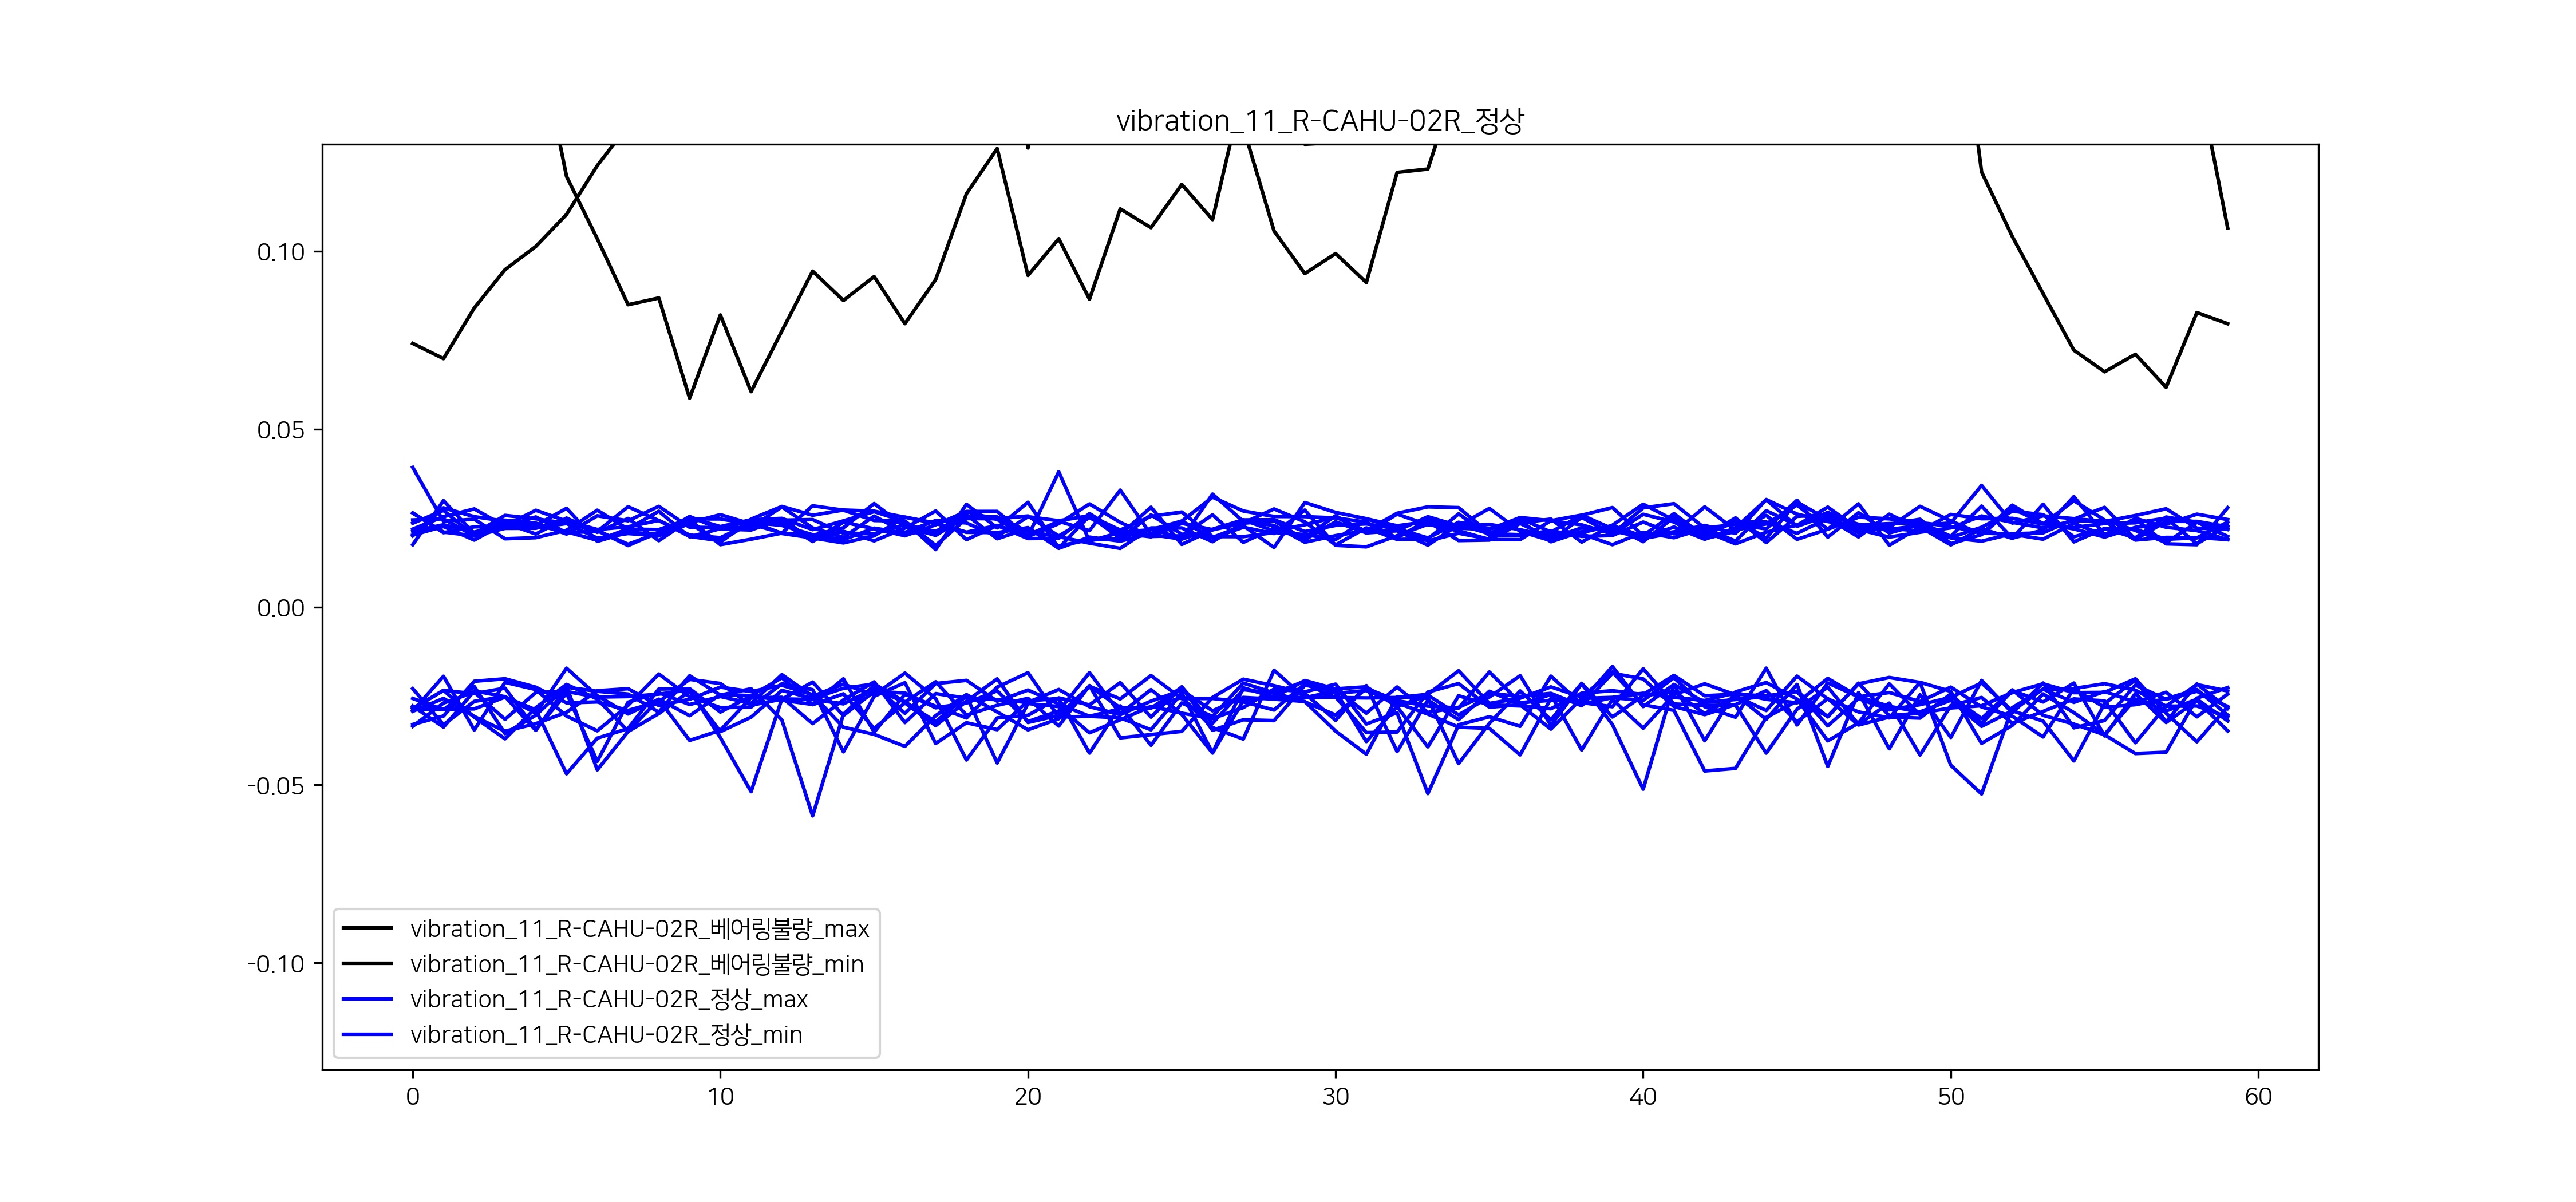 vibration_11_R-CAHU-02R_정상
0.10
0.05
0.00
-0.05
-0.10
vibration_11_R-CAHU-02R_베어링불량_max
vibration_11_R-CAHU-02R_베어링불량_min
vibration_11_R-CAHU-02R_정상_max
vibration_11_R-CAHU-02R_정상_min
0 10 20 30 40 50 60